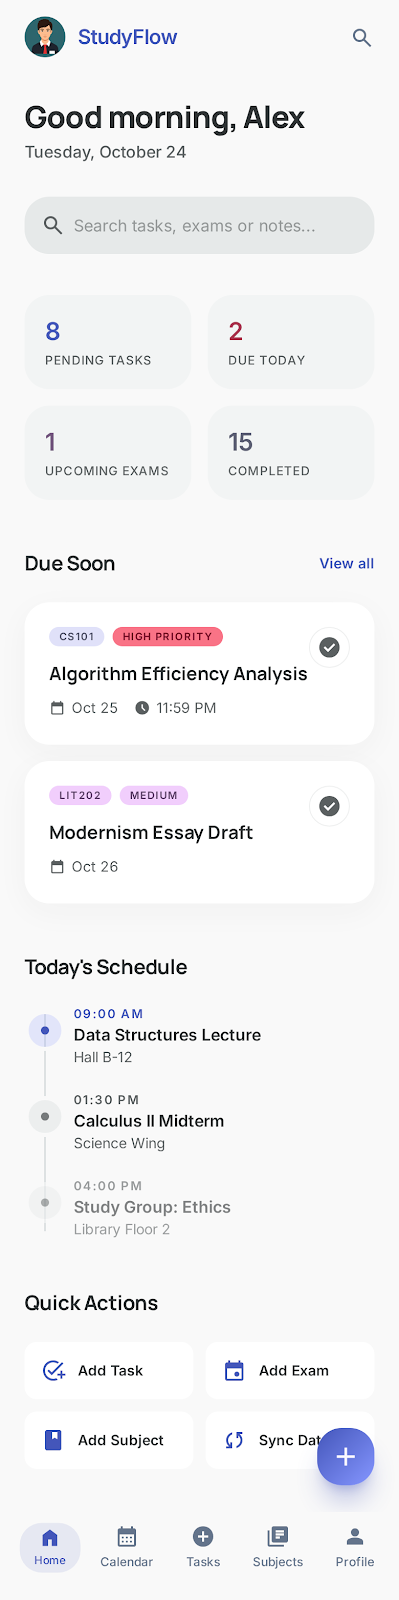 StudyFlow
Good morning, Alex
Tuesday, October 24
Search tasks, exams or notes...
8
PENDING TASKS
2
DUE TODAY
1
UPCOMING EXAMS
15
COMPLETED
Due Soon
View all
CS101
HIGH PRIORITY
Algorithm Efficiency Analysis
Oct 25
11:59 PM
LIT202
MEDIUM
Modernism Essay Draft
Oct 26
Today's Schedule
09:00 AM
Data Structures Lecture
Hall B-12
01:30 PM
Calculus II Midterm
Science Wing
04:00 PM
Study Group: Ethics
Library Floor 2
Quick Actions
Add Task
Add Exam
Add Subject
Sync Dat
Home
Calendar
Tasks
Subjects
Profile